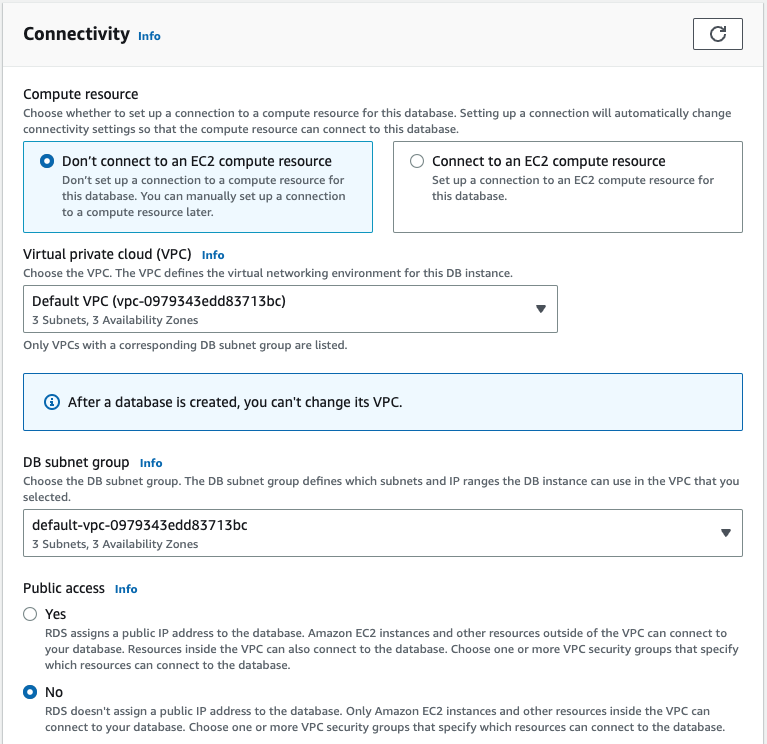 Connectivity Info
Compute resource
Choose whether to set up a connection to a compute resource for this database. Setting up a connection will automatically change
connectivity settings so that the compute resource can connect to this database.
Don’t connect to an EC2 compute resource
Don’t set up a connection to a compute resource for
this database. You can manually set up a connection
to a compute resource later.
Connect to an EC2 compute resource
Set up a connection to an EC2 compute resource for
this database.
Virtual private cloud (VPC) Info
Choose the VPC. The VPC defines the virtual networking environment for this DB instance.
Default VPC (vpc-0979343edd83713bc)
3 Subnets, 3 Availability Zones
Only VPCs with a corresponding DB subnet group are listed.
After a database is created, you can't change its VPC.
DB subnet group Info
Choose the DB subnet group. The DB subnet group defines which subnets and IP ranges the DB instance can use in the VPC that you
selected.
default-vpc-0979343edd83713bc
3 Subnets, 3 Availability Zones
Public access Info
Yes
RDS assigns a public IP address to the database. Amazon EC2 instances and other resources outside of the VPC can connect to
your database. Resources inside the VPC can also connect to the database. Choose one or more VPC security groups that specify
which resources can connect to the database.
No
RDS doesn't assign a public IP address to the database. Only Amazon EC2 instances and other resources inside the VPC can
connect to your database. Choose one or more VPC security groups that specify which resources can connect to the database.